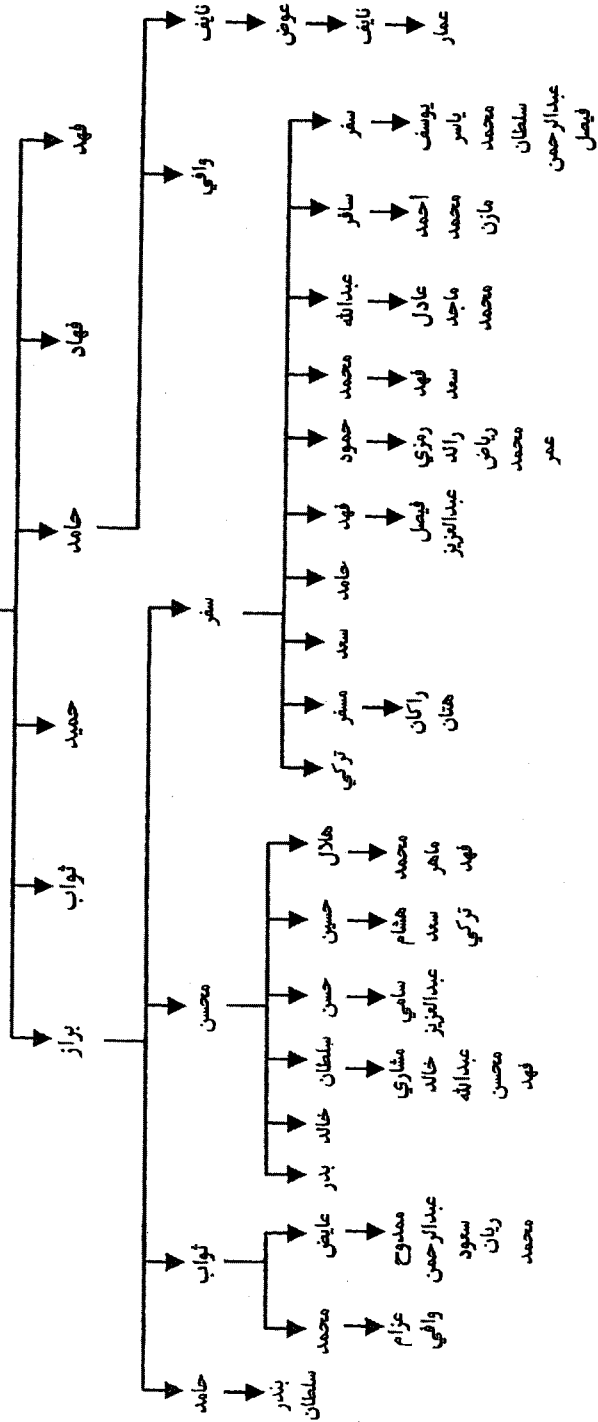 فهد
فهاد
حامد
حميد
ثواب
براز
نايف
عوض
نايف
عمار
وافي
سفر
سفر
يوسف
ياسر
محمد
سلطان
عبدالرحمن
فيصل
سافر
احمد
محمد
مازن
عبدالله
عادل
ماجد
محمد
محمد
فهد
سعد
حمود
رمزي
رائد
رياض
محمد
عمر
فهد
فيصل
عبدالعزيز
حامد
سعد
مسفر
راكان
هتان
تركي
محسن
هلال
محمد
ماهر
فهد
حسين
هشام
سعد
تركي
حسن
سامي
عبدالعزيز
سلطان
مشاري
خالد
عبدالله
محسن
فهد
خالد
بدر
ثواب
عايض
ممدوح
عبدالرحمن
سعود
ريان
محمد
محمد
عزام
وافي
حامد
بندر
سلطان